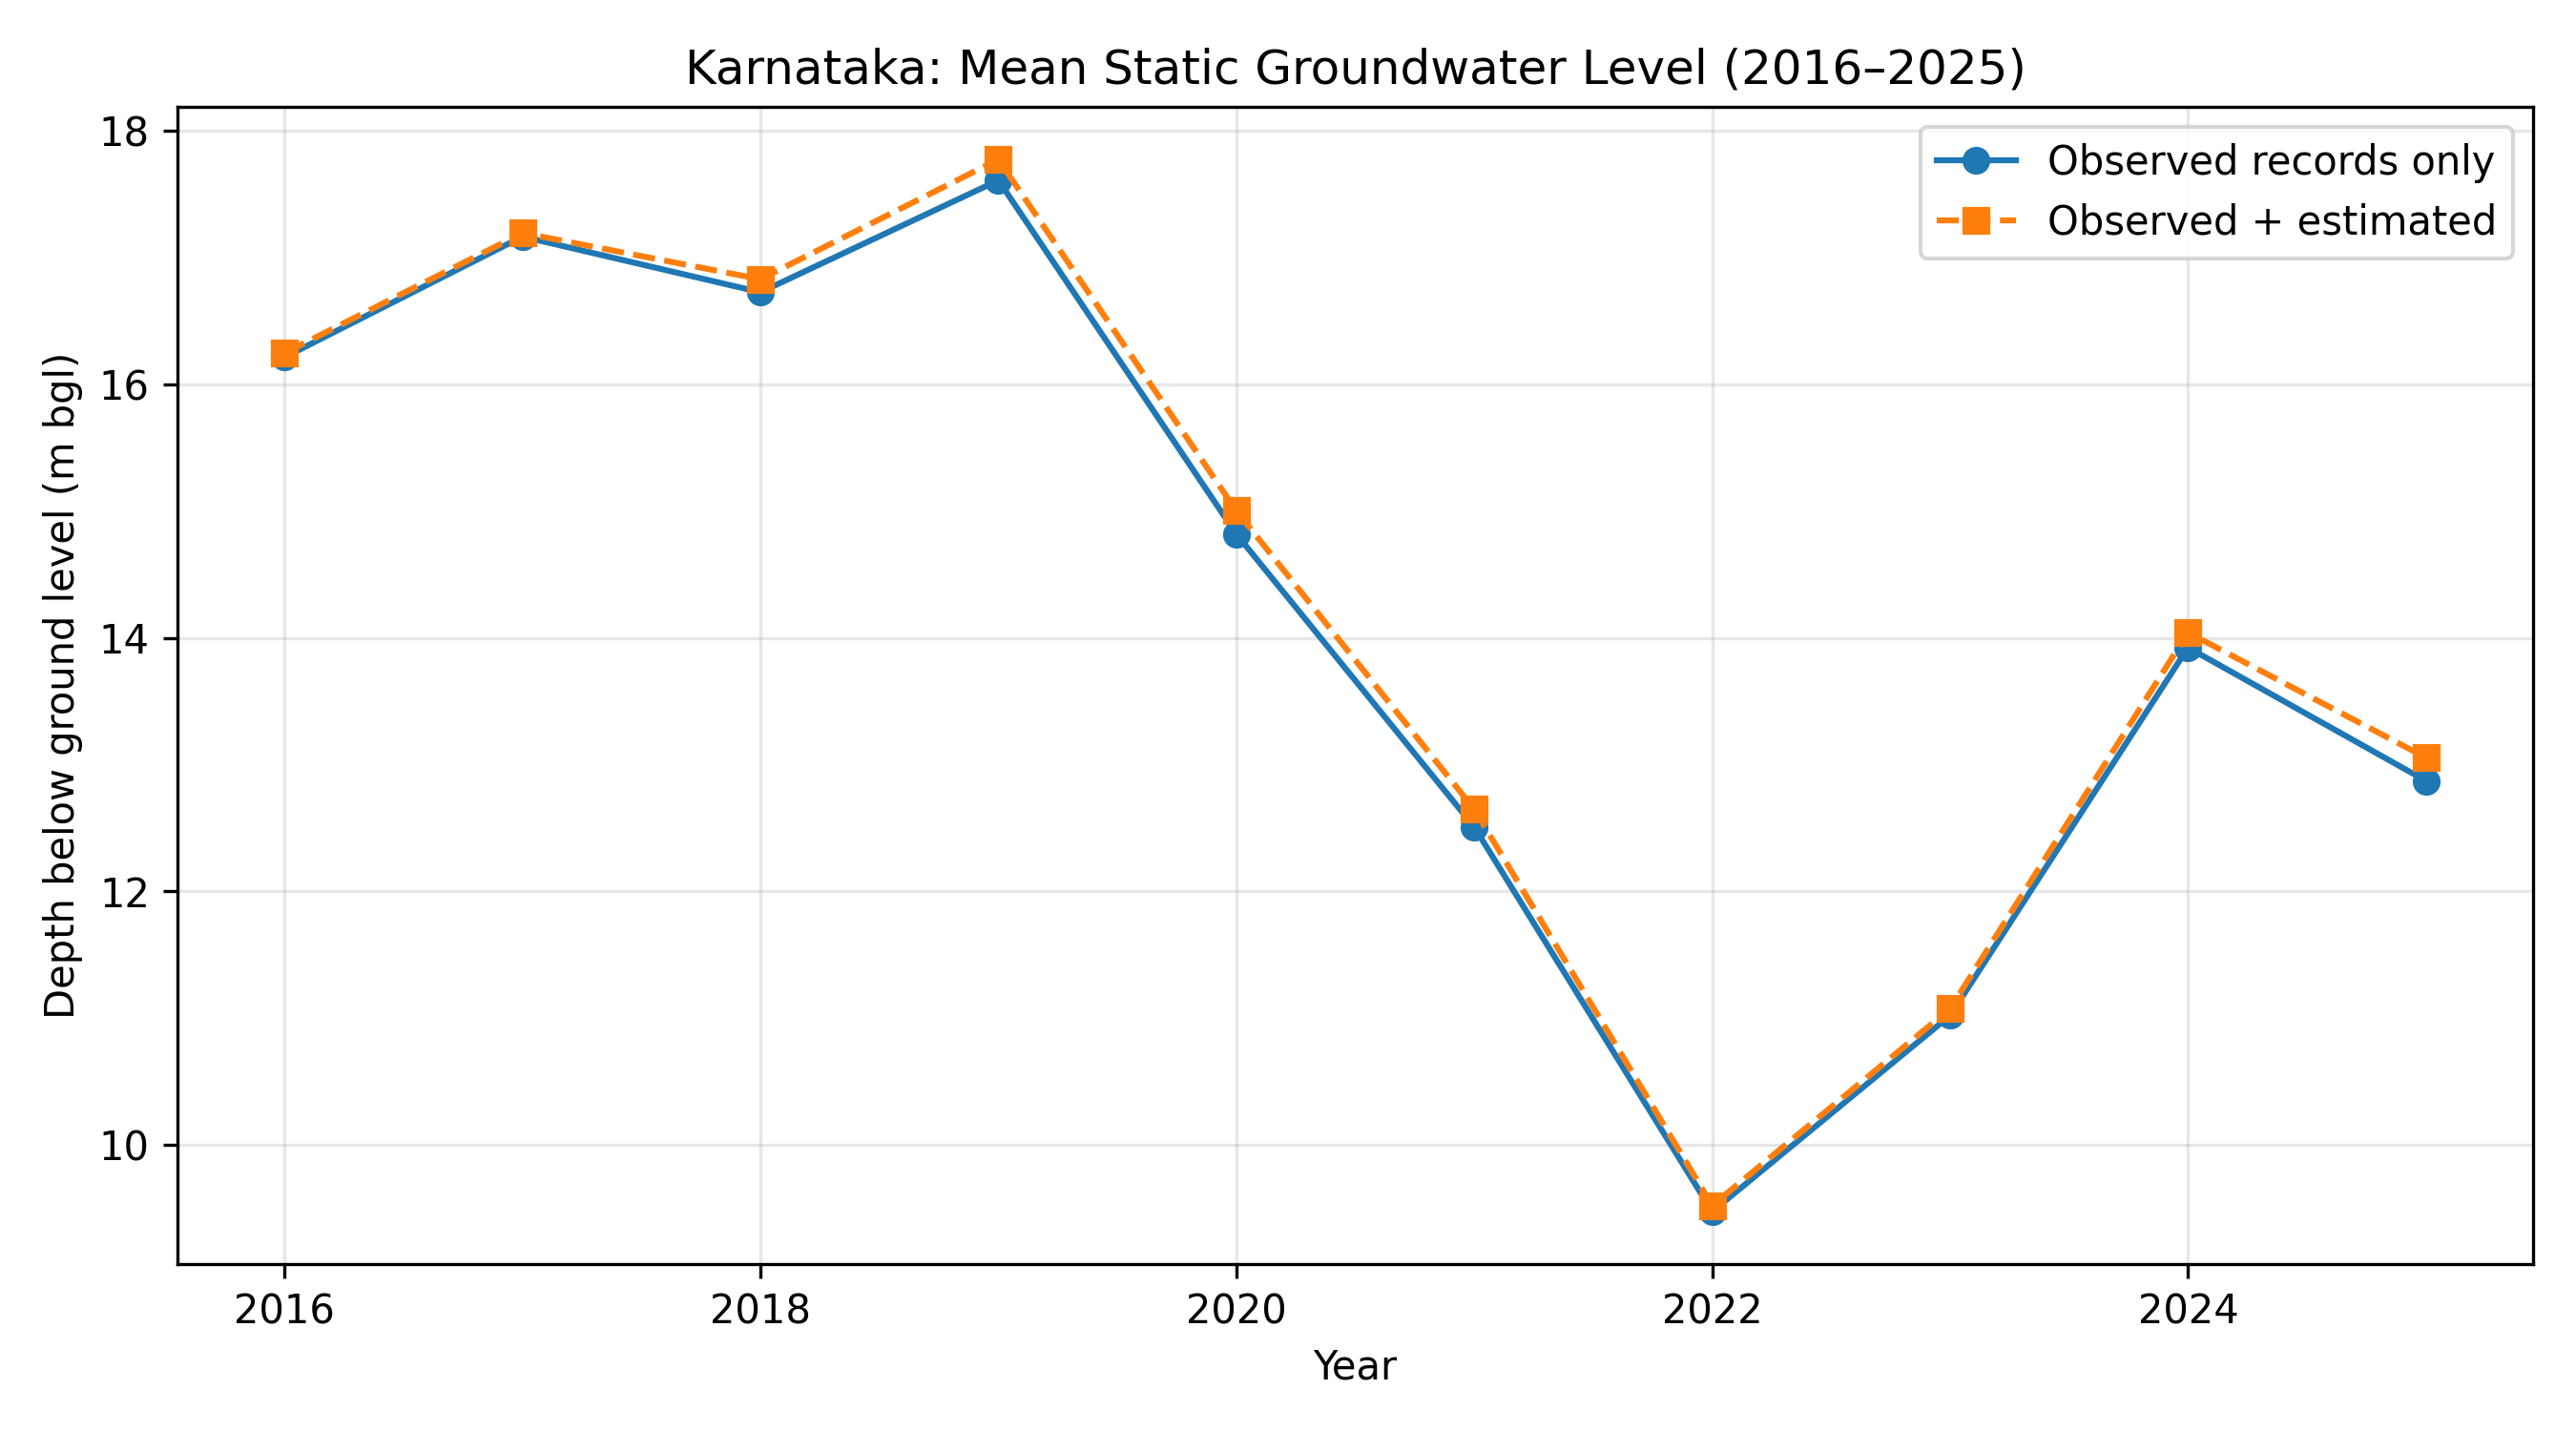 Karnataka: Mean Static Groundwater Level (2016–2025)
Observed records only
Observed + estimated
Depth below ground level (m bgl)
18
16
14
12
10
2016 2018 2020 2022 2024
Year